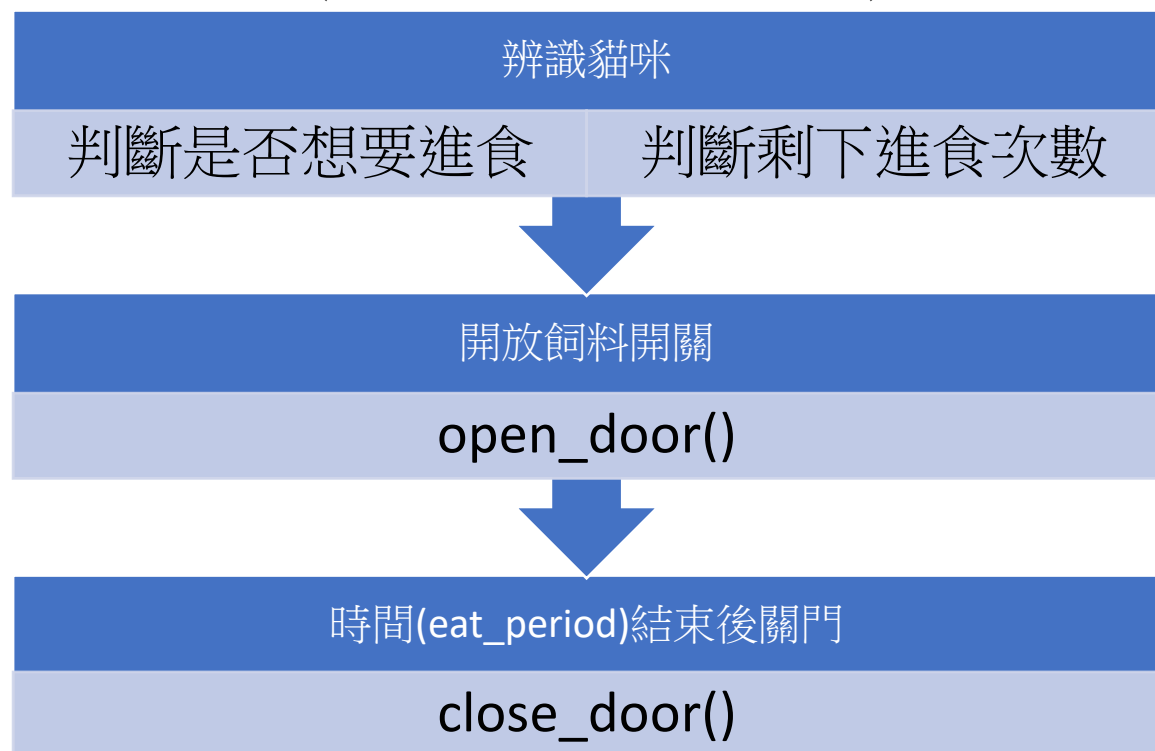 辨識貓咪
判斷是否想要進食 判斷剩下進食次數
開放飼料開關
open_door()
時間(eat_period)結束後關門
close_door()